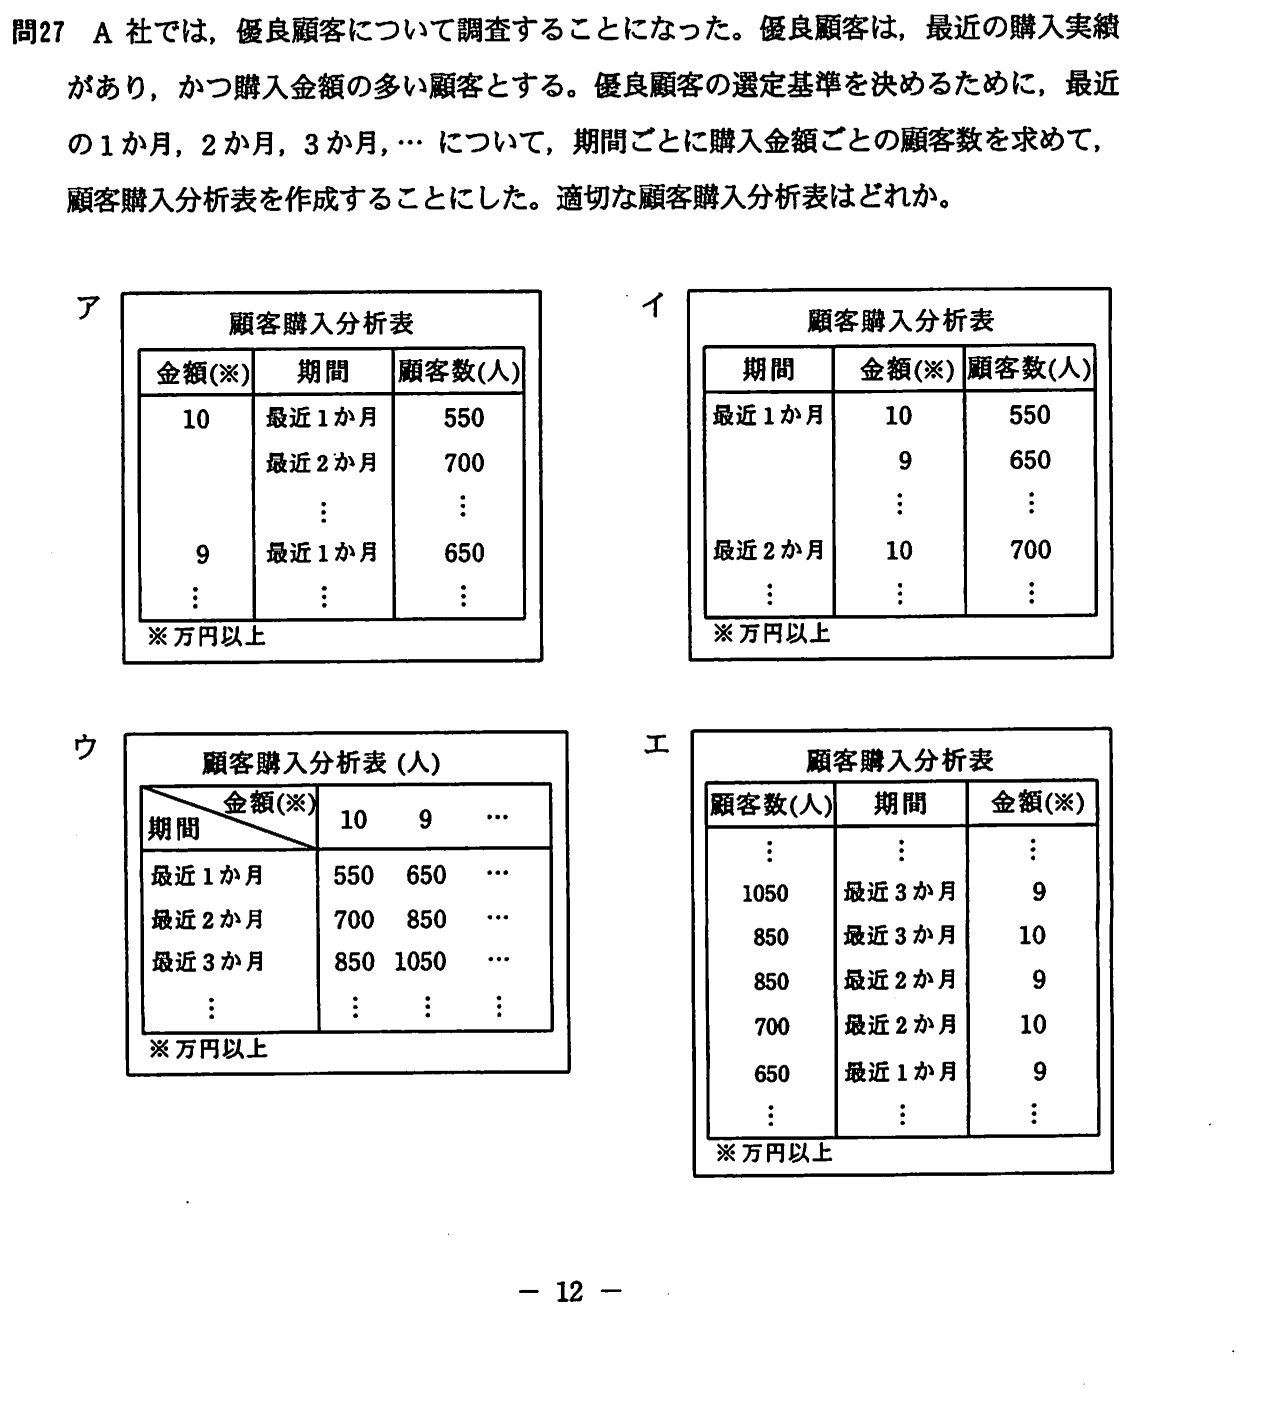 問27 A 社では，優良顧客について調査することになった。優良顧客は，最近の購入実績
があり，かつ購入金額の多い顧客とする。優良顧客の選定基準を決めるために，最近
の1か月，2か月，3か月，… について，期間ごとに購入金額ごとの顧客数を求めて，
顧客購入分析表を作成することにした。適切な顧客購入分析表はどれか。
ア
顧客購入分析表
金額(※) 期間 顧客数(人)
10 最近1か月 550
最近2か月 700
⋮ ⋮
9 最近1か月 650
⋮ ⋮ ⋮
※万円以上
イ
顧客購入分析表
期間 金額(※) 顧客数(人)
最近1か月 10 550
9 650
⋮ ⋮
最近2か月 10 700
⋮ ⋮ ⋮
※万円以上
ウ
顧客購入分析表 (人)
金額(※)
期間
10 9 …
最近1か月 550 650 …
最近2か月 700 850 …
最近3か月 850 1050 …
⋮ ⋮ ⋮ ⋮
※万円以上
エ
顧客購入分析表
顧客数(人) 期間 金額(※)
⋮ ⋮ ⋮
1050 最近3か月 9
850 最近3か月 10
850 最近2か月 9
700 最近2か月 10
650 最近1か月 9
⋮ ⋮ ⋮
※万円以上
― 12 ―